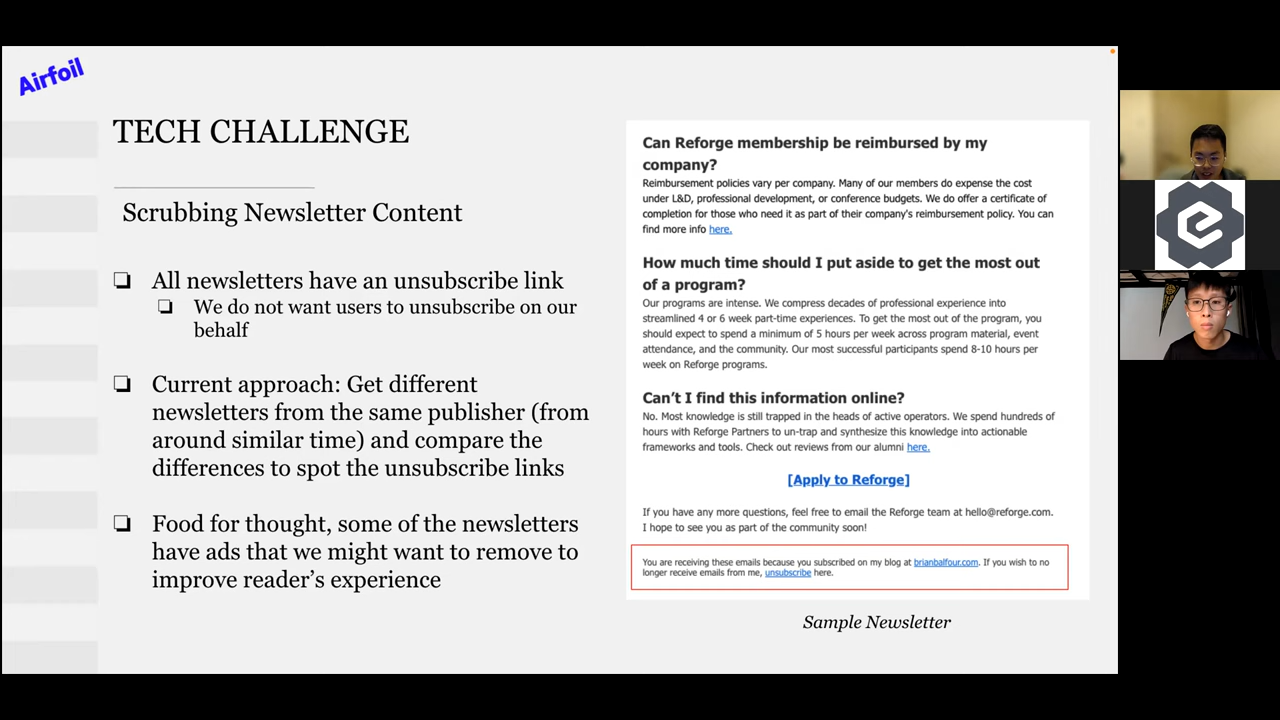 Airfoil
TECH CHALLENGE
Scrubbing Newsletter Content
All newsletters have an unsubscribe link
We do not want users to unsubscribe on our
behalf
Current approach: Get different
newsletters from the same publisher (from
around similar time) and compare the
differences to spot the unsubscribe links
Food for thought, some of the newsletters
have ads that we might want to remove to
improve reader’s experience
Can Reforge membership be reimbursed by my
company?
Reimbursement policies vary per company. Many of our members do expense the cost
under L&D, professional development, or conference budgets. We do offer a certificate of
completion for those who need it as part of their company's reimbursement policy. You can
find more info here.
How much time should I put aside to get the most out
of a program?
Our programs are intense. We compress decades of professional experience into
streamlined 4 or 6 week part-time experiences. To get the most out of the program, you
should expect to spend a minimum of 5 hours per week across program material, event
attendance, and the community. Our most successful participants spend 8-10 hours per
week on Reforge programs.
Can’t I find this information online?
No. Most knowledge is still trapped in the heads of active operators. We spend hundreds of
hours with Reforge Partners to un-trap and synthesize this knowledge into actionable
frameworks and tools. Check out reviews from our alumni here.
[Apply to Reforge]
If you have any more questions, feel free to email the Reforge team at hello@reforge.com.
I hope to see you as part of the community soon!
You are receiving these emails because you subscribed on my blog at brianbalfour.com. If you wish to no
longer receive emails from me, unsubscribe here.
Sample Newsletter